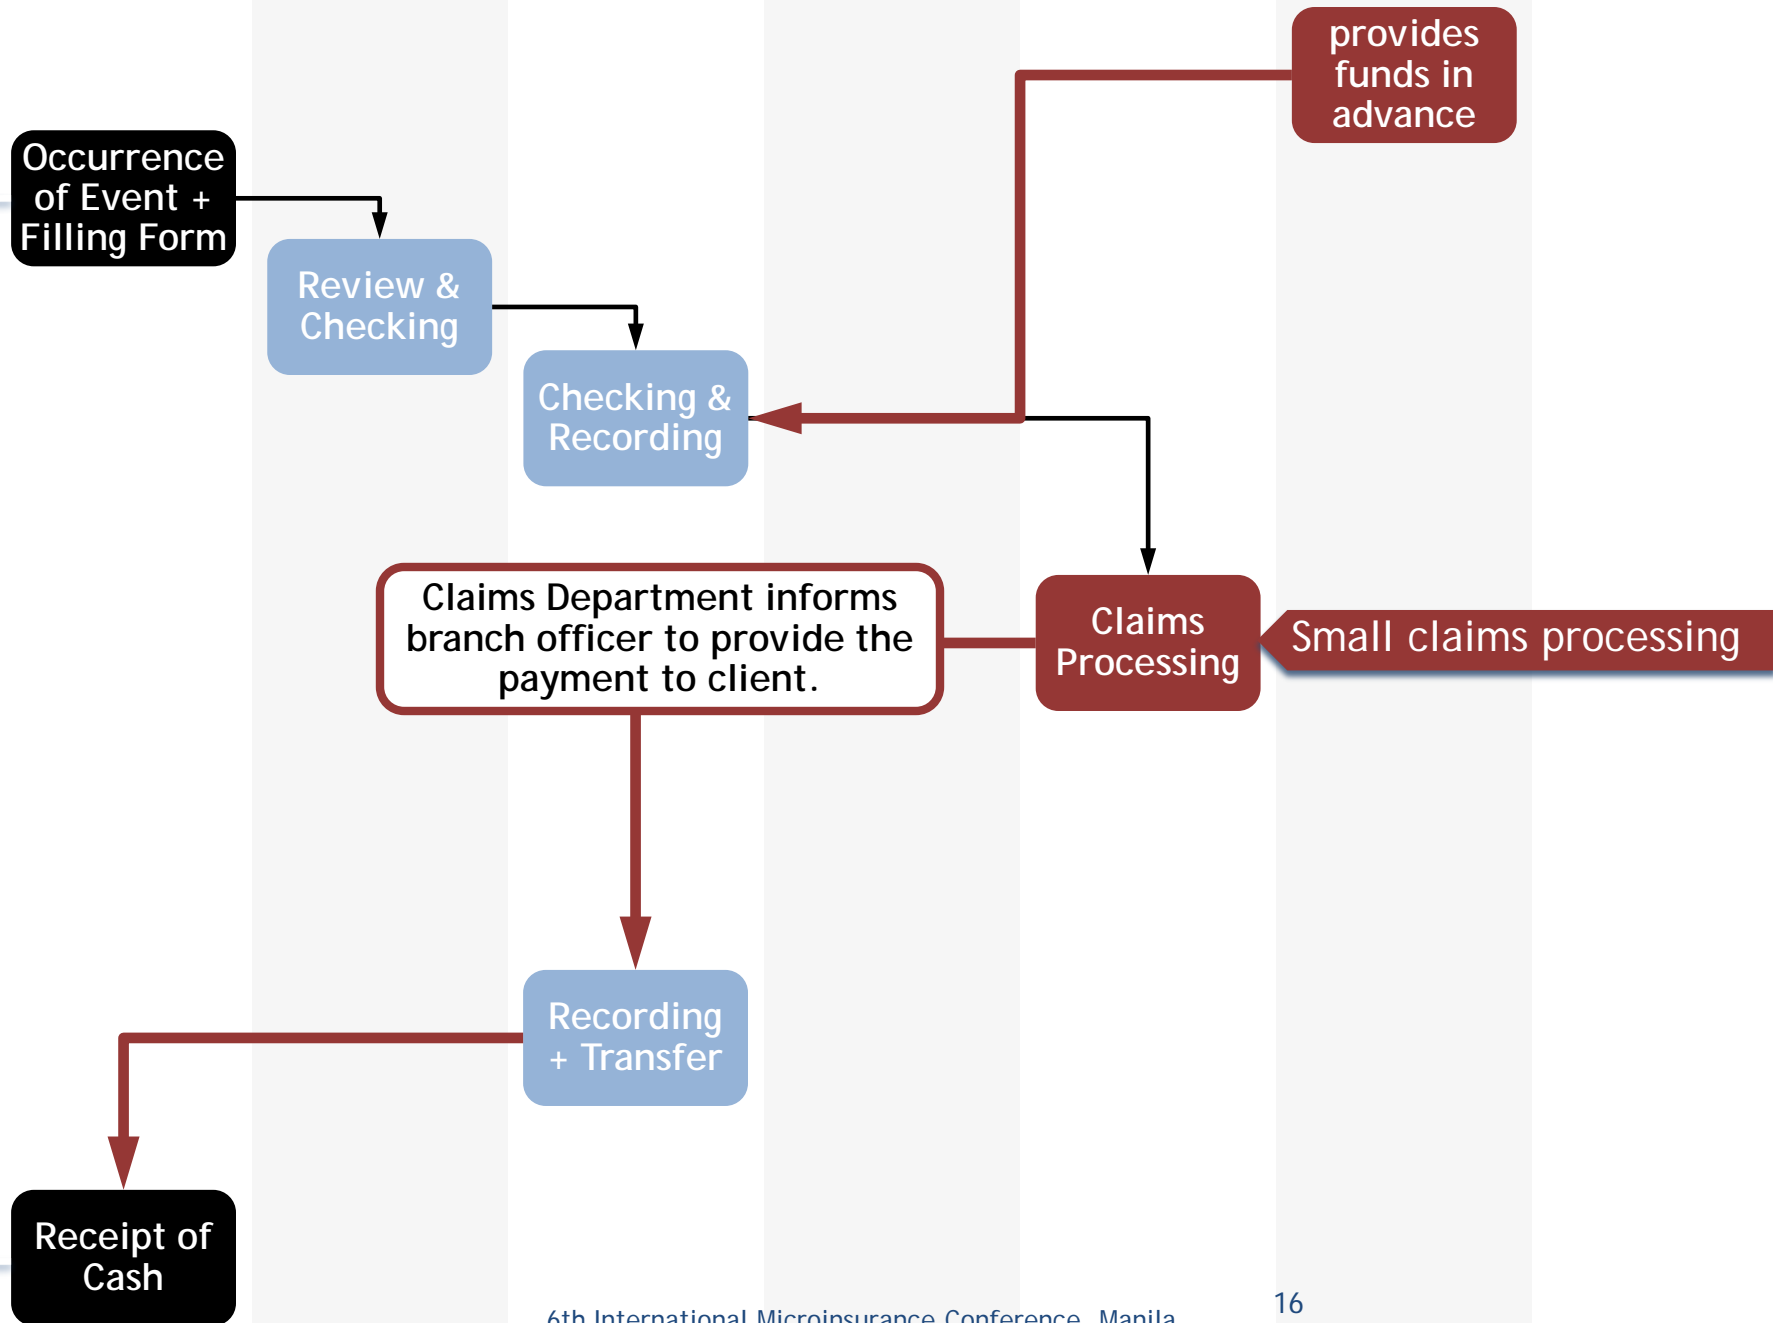 provides
funds in
advance
Occurrence
of Event +
Filling Form
Review &
Checking
Checking &
Recording
Claims Department informs
branch officer to provide the
payment to client.
Claims
Processing
Small claims processing
Recording
+ Transfer
Receipt of
Cash
6th International Microinsurance Conference, Manila
16